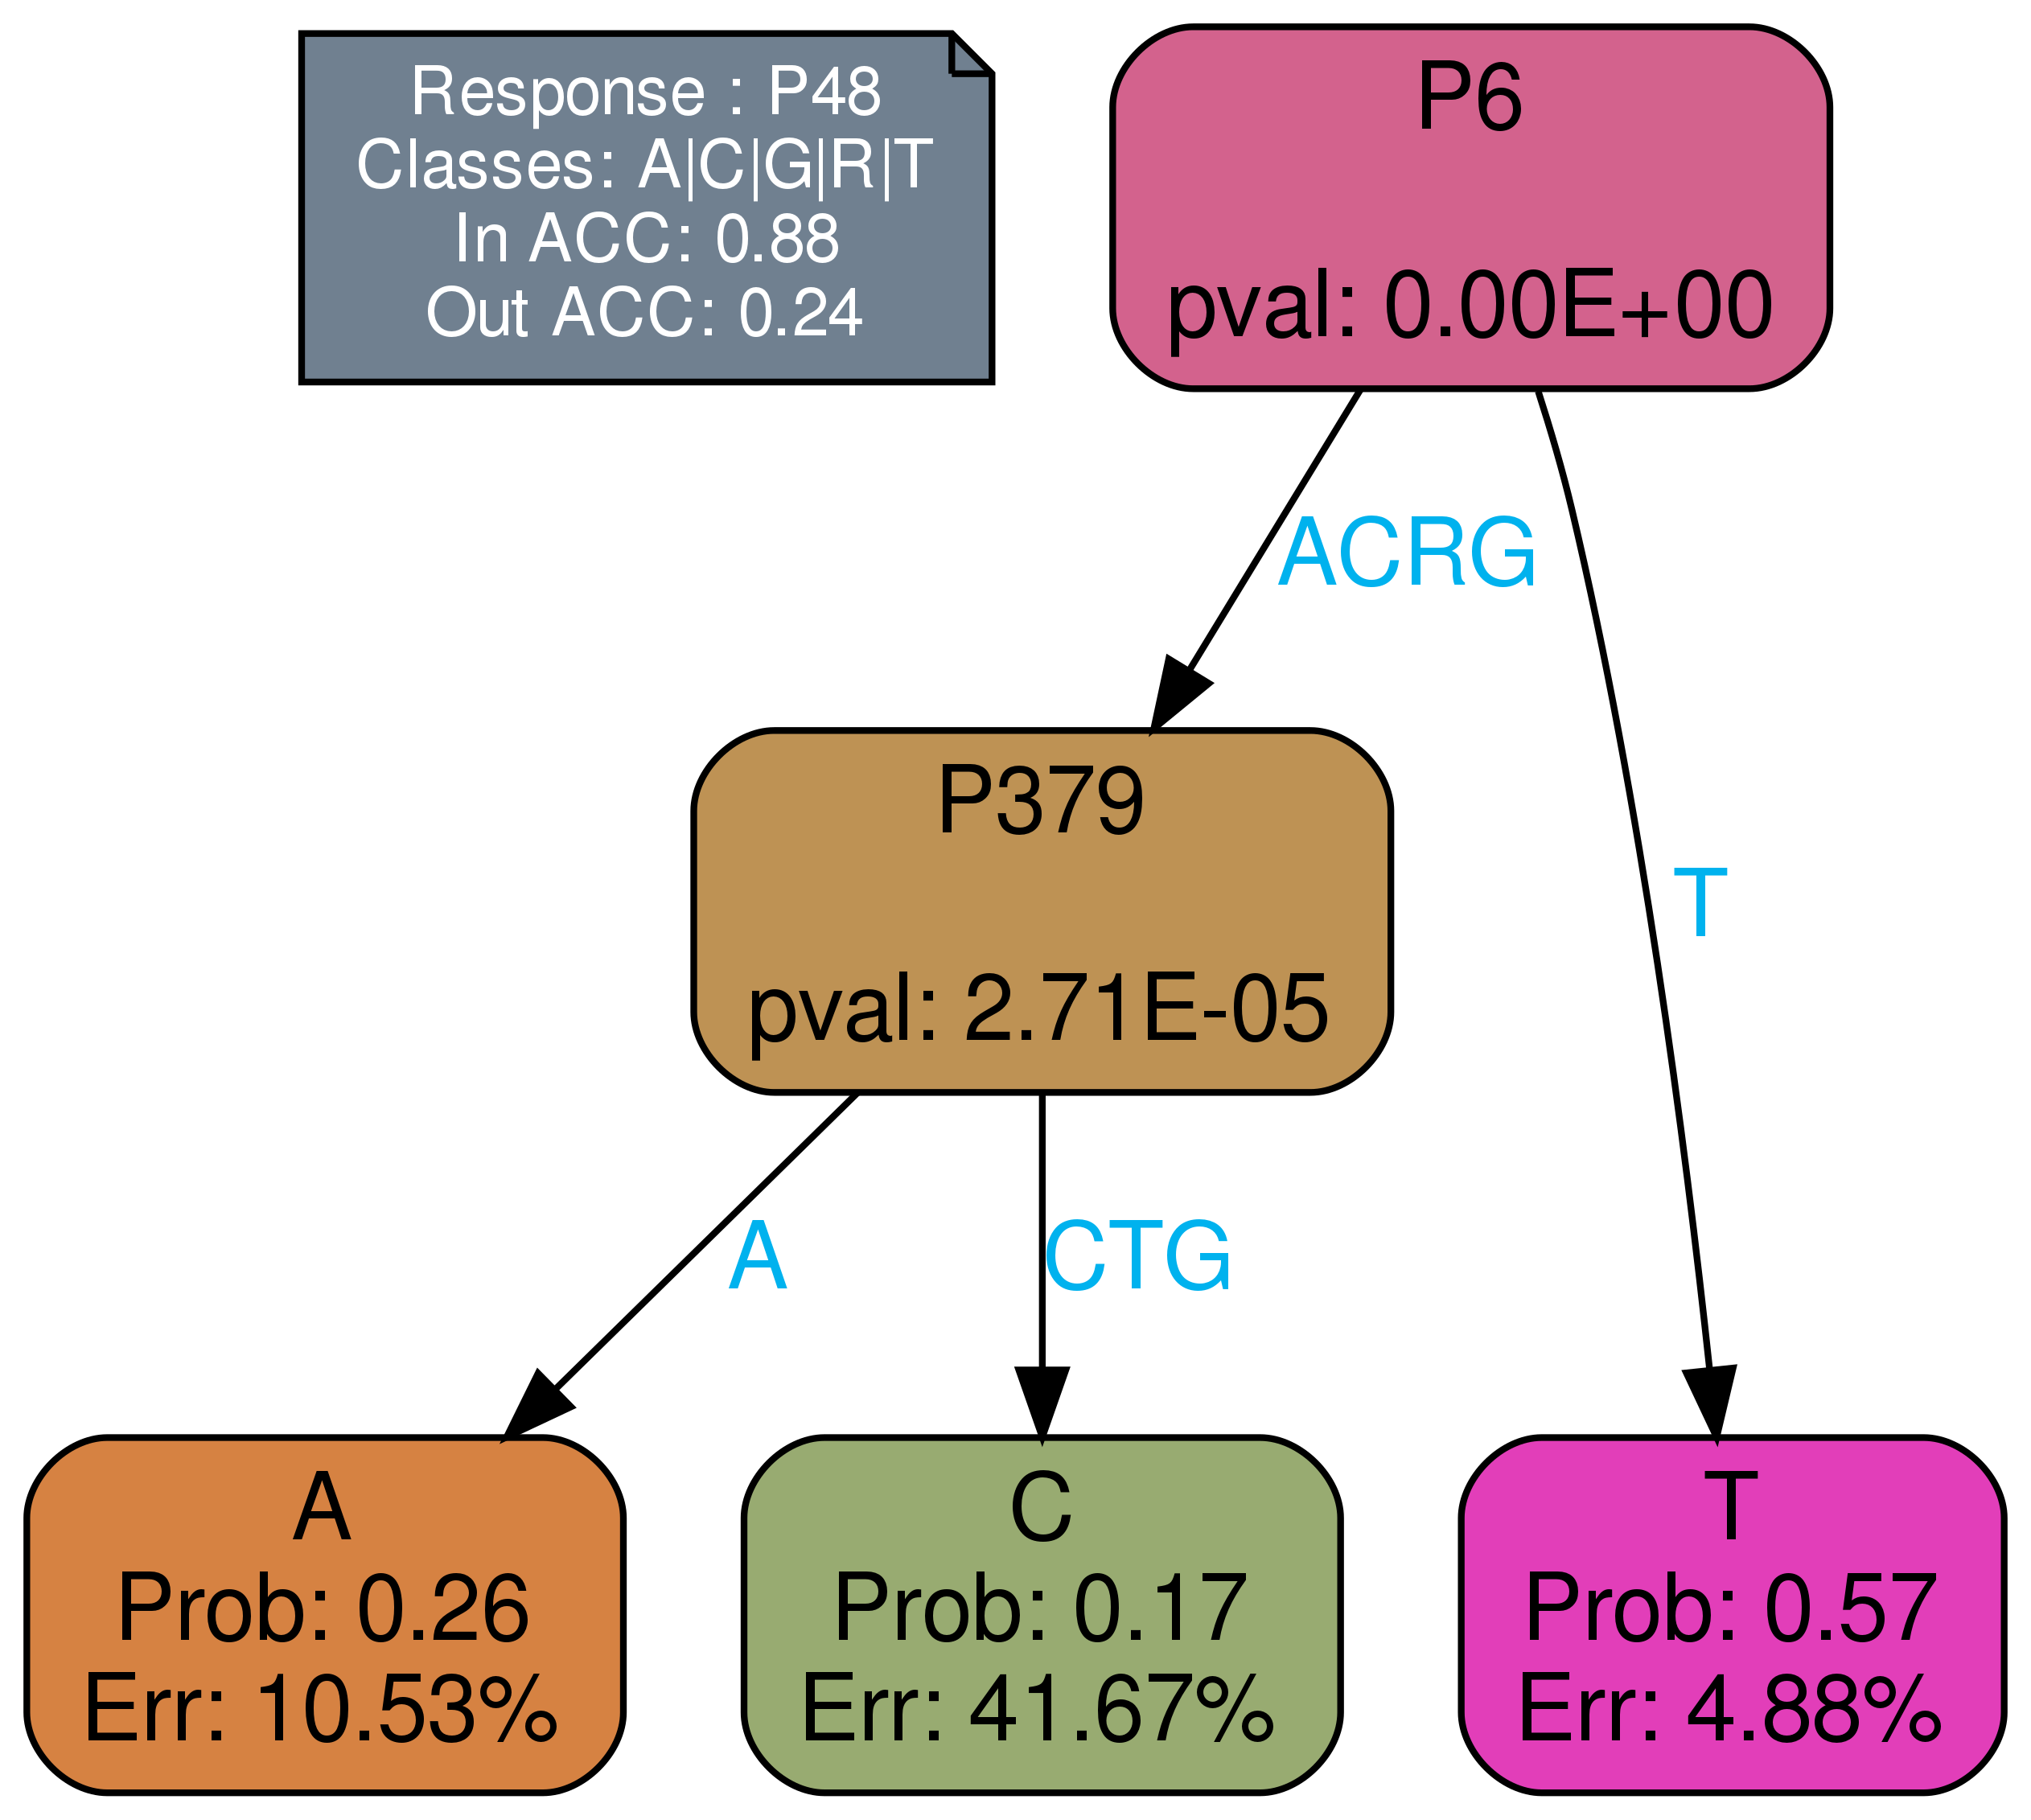 Response : P48
Classes: A|C|G|R|T
In ACC: 0.88
Out ACC: 0.24
P6
pval: 0.00E+00
ACRG
T
P379
pval: 2.71E-05
A
CTG
A
Prob: 0.26
Err: 10.53%
C
Prob: 0.17
Err: 41.67%
T
Prob: 0.57
Err: 4.88%